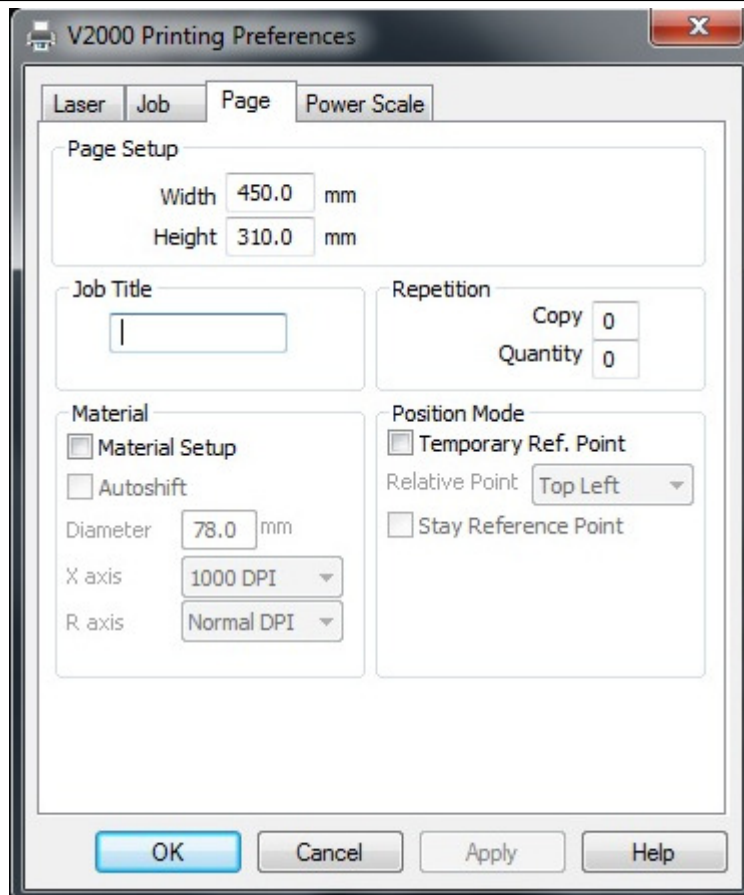 V2000 Printing Preferences
X
Laser Job Page Power Scale
Page Setup
Width 450.0 mm
Height 310.0 mm
Job Title
Repetition
Copy 0
Quantity 0
Material
Material Setup
Autoshift
Diameter 78.0 mm
X axis 1000 DPI
R axis Normal DPI
Position Mode
Temporary Ref. Point
Relative Point Top Left
Stay Reference Point
OK Cancel Apply Help